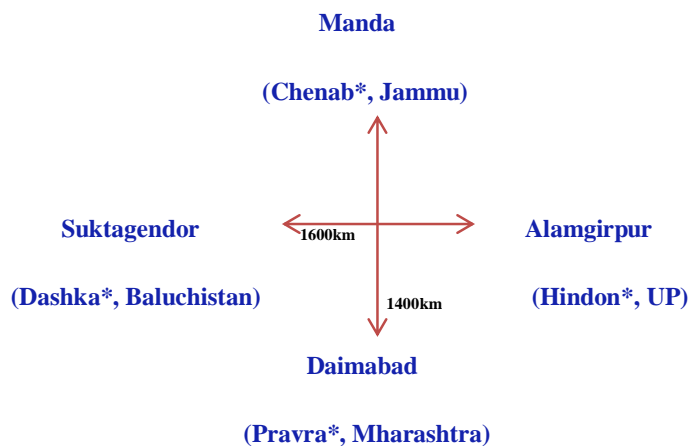 Manda
(Chenab*, Jammu)
Suktagendor
1600km
Alamgirpur
(Dashka*, Baluchistan)
(Hindon*, UP)
1400km
Daimabad
(Pravra*, Mharashtra)